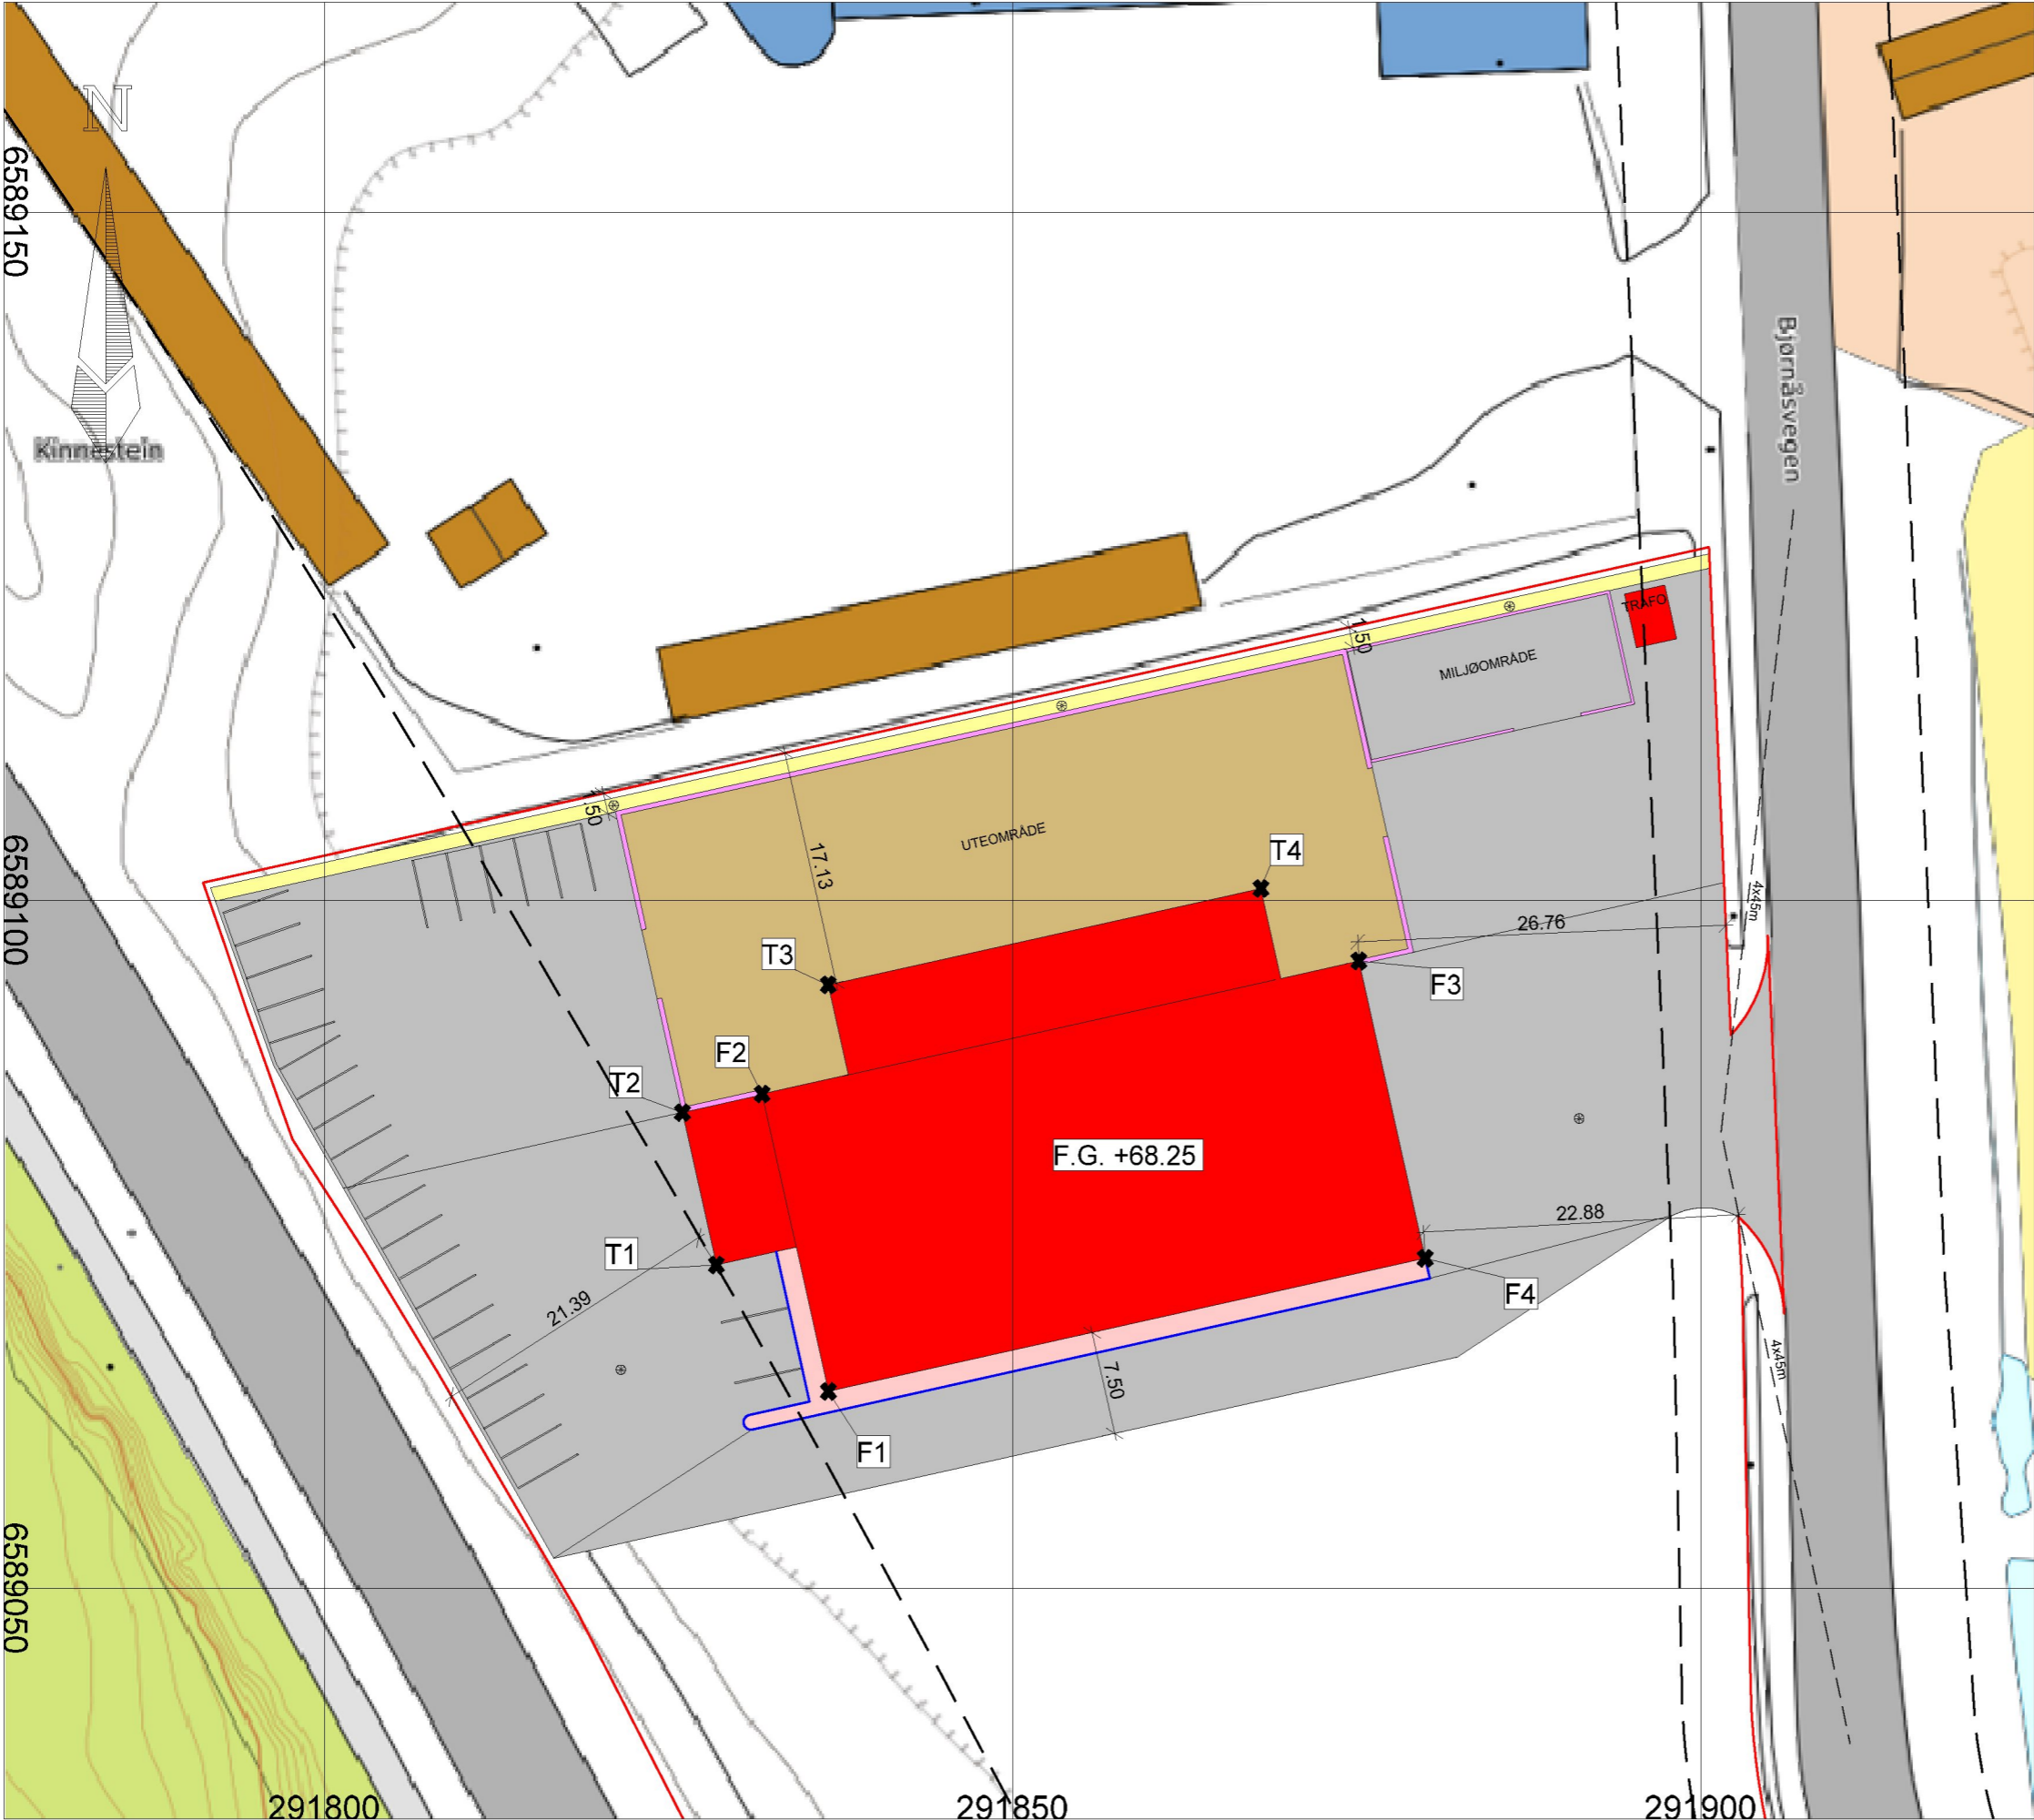 N
6589150
Bjørnåsvegen
Kinnestein
TRAFO
1.50
MILJØOMRÅDE
.50
UTEOMRÅDE
17.13
T4
6589100
4x45m
26.76
T3
F3
F2
T2
F.G. +68.25
22.88
T1
21.39
F4
4x45m
7.50
F1
6589050
291800
291850
291900